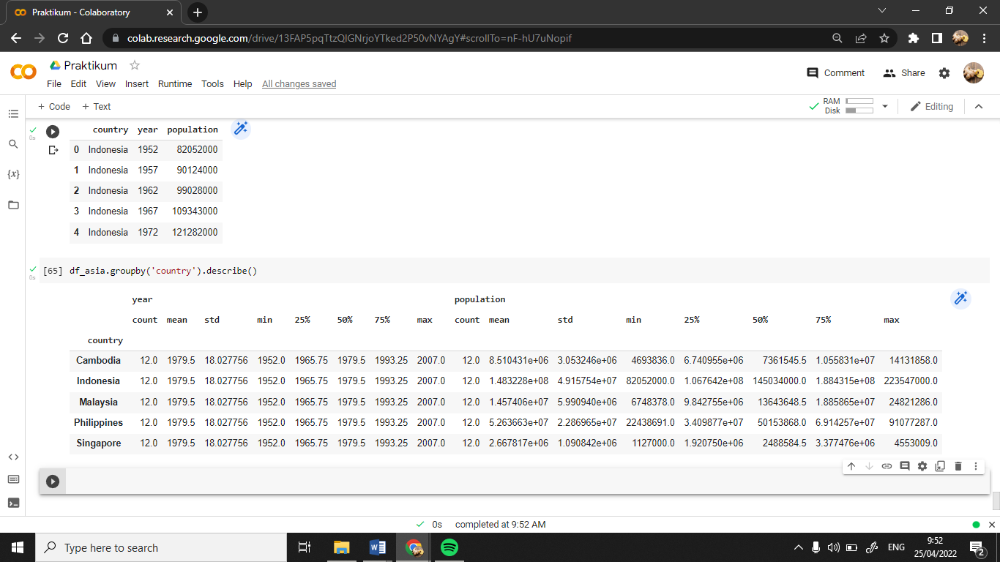 Praktikum - Colaboratory
colab.research.google.com/drive/13FAP5pqTtzQlGNrjoYTked2P50vNYAgY#scrollTo=nF-hU7uNopif
Praktikum
File Edit View Insert Runtime Tools Help All changes saved
Comment Share
+ Code + Text
RAM
Disk
Editing
0s
country year population
0 Indonesia 1952 82052000
1 Indonesia 1957 90124000
2 Indonesia 1962 99028000
3 Indonesia 1967 109343000
4 Indonesia 1972 121282000
{x}
0s
[65] df_asia.groupby('country').describe()
year population
count mean std min 25% 50% 75% max count mean std min 25% 50% 75% max
country
Cambodia 12.0 1979.5 18.027756 1952.0 1965.75 1979.5 1993.25 2007.0 12.0 8.510431e+06 3.053246e+06 4693836.0 6.740955e+06 7361545.5 1.055831e+07 14131858.0
Indonesia 12.0 1979.5 18.027756 1952.0 1965.75 1979.5 1993.25 2007.0 12.0 1.483228e+08 4.915754e+07 82052000.0 1.067642e+08 145034000.0 1.884315e+08 223547000.0
Malaysia 12.0 1979.5 18.027756 1952.0 1965.75 1979.5 1993.25 2007.0 12.0 1.457406e+07 5.990940e+06 6748378.0 9.842755e+06 13643648.5 1.885865e+07 24821286.0
Philippines 12.0 1979.5 18.027756 1952.0 1965.75 1979.5 1993.25 2007.0 12.0 5.263663e+07 2.286965e+07 22438691.0 3.409877e+07 50153868.0 6.914257e+07 91077287.0
Singapore 12.0 1979.5 18.027756 1952.0 1965.75 1979.5 1993.25 2007.0 12.0 2.667817e+06 1.090842e+06 1127000.0 1.920750e+06 2488584.5 3.377476e+06 4553009.0
0s completed at 9:52 AM
Type here to search
ENG
9:52
25/04/2022
2